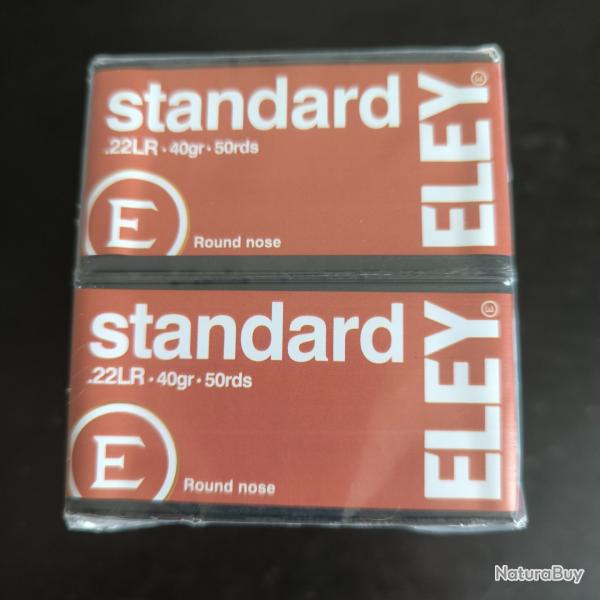 standard
.22LR • 40gr • 50rds
E
Round nose
ELEY
standard
.22LR • 40gr • 50rds
E
Round nose
ELEY
NaturaBuy